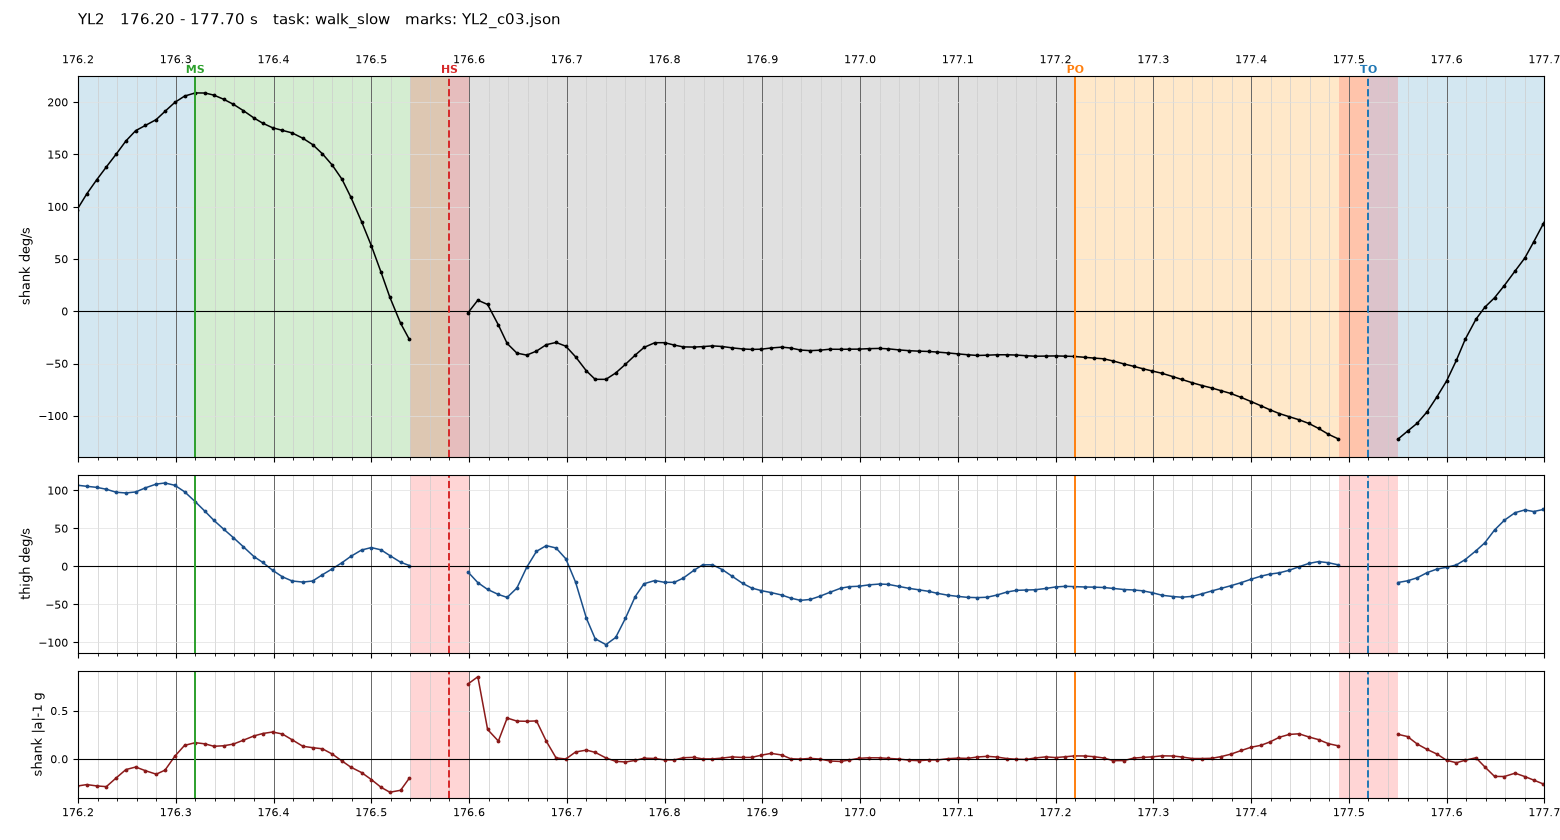 YL2   176.20 - 177.70 s   task: walk_slow   marks: YL2_c03.json
176.2 176.3 176.4 176.5 176.6 176.7 176.8 176.9 177.0 177.1 177.2 177.3 177.4 177.5 177.6 177.7
MS HS PO TO
shank deg/s
200
150
100
50
0
−50
−100
thigh deg/s
100
50
0
−50
−100
shank |a|-1 g
0.5
0.0
176.2 176.3 176.4 176.5 176.6 176.7 176.8 176.9 177.0 177.1 177.2 177.3 177.4 177.5 177.6 177.7